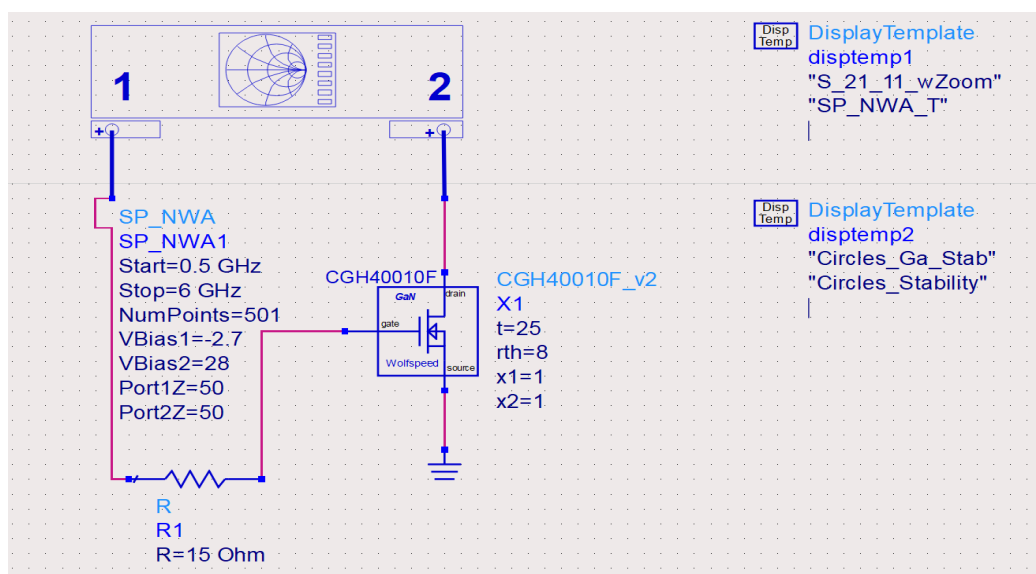 1
2
+
+
SP_NWA
SP_NWA1
Start=0.5 GHz
Stop=6 GHz
NumPoints=501
VBias1=-2.7
VBias2=28
Port1Z=50
Port2Z=50
R
R1
R=15 Ohm
CGH40010F
GaN
drain
gate
Wolfspeed
source
CGH40010F_v2
X1
t=25
rth=8
x1=1
x2=1
Disp
Temp
DisplayTemplate
disptemp1
"S_21_11_wZoom"
"SP_NWA_T"
Disp
Temp
DisplayTemplate
disptemp2
"Circles_Ga_Stab"
"Circles_Stability"